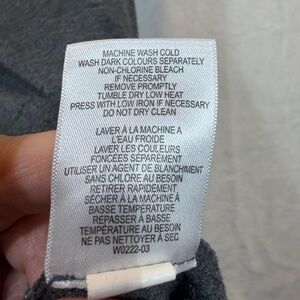 MACHINE WASH COLD
WASH DARK COLOURS SEPARATELY
NON-CHLORINE BLEACH
IF NECESSARY
REMOVE PROMPTLY
TUMBLE DRY LOW HEAT
PRESS WITH LOW IRON IF NECESSARY
DO NOT DRY CLEAN
LAVER À LA MACHINE A
L'EAU FROIDE
LAVER LES COULEURS
FONCÉES SEPAREMENT
UTILISER UN AGENT DE BLANCHIMENT
SANS CHLORE AU BESOIN
RETIRER RAPIDEMENT
SÉCHER À LA MACHINE À
BASSE TEMPÉRATURE
REPASSER À BASSE
TEMPÉRATURE AU BESOIN
NE PAS NETTOYER À SEC
W0222-03